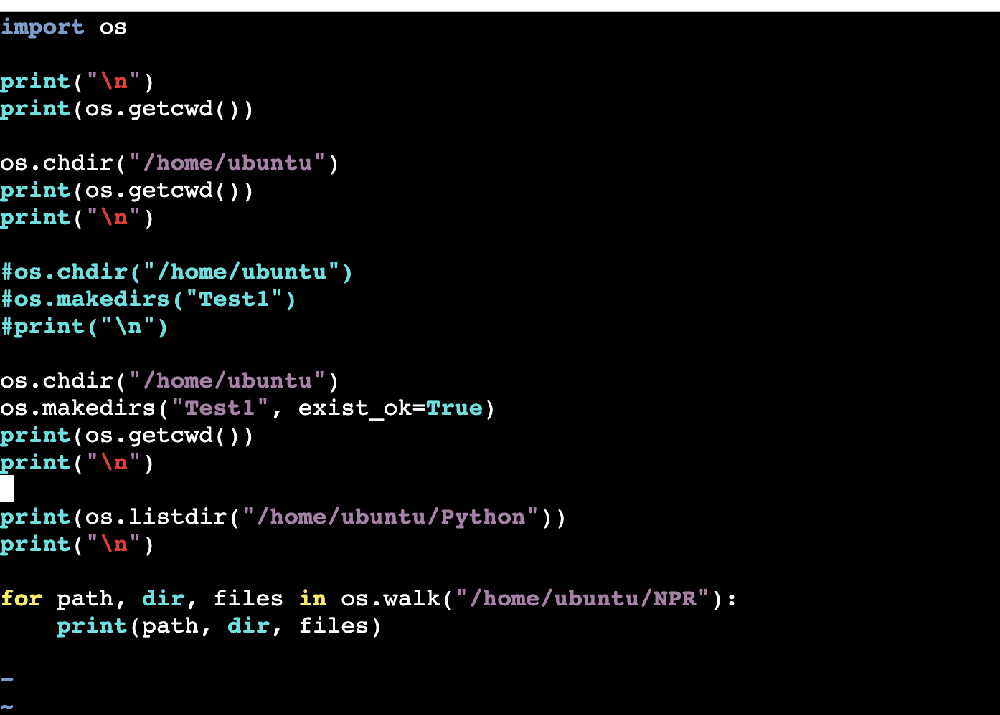 import os
print("\n")
print(os.getcwd())
os.chdir("/home/ubuntu")
print(os.getcwd())
print("\n")
#os.chdir("/home/ubuntu")
#os.makedirs("Test1")
#print("\n")
os.chdir("/home/ubuntu")
os.makedirs("Test1", exist_ok=True)
print(os.getcwd())
print("\n")
print(os.listdir("/home/ubuntu/Python"))
print("\n")
for path, dir, files in os.walk("/home/ubuntu/NPR"):
    print(path, dir, files)
~
~